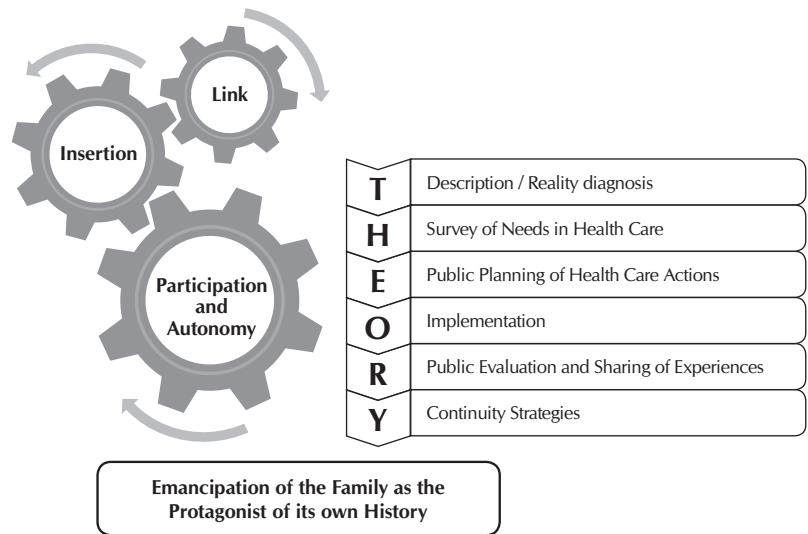 Link
Insertion
Participation
and
Autonomy
T Description / Reality diagnosis
H Survey of Needs in Health Care
E Public Planning of Health Care Actions
O Implementation
R Public Evaluation and Sharing of Experiences
Y Continuity Strategies
Emancipation of the Family as the
Protagonist of its own History